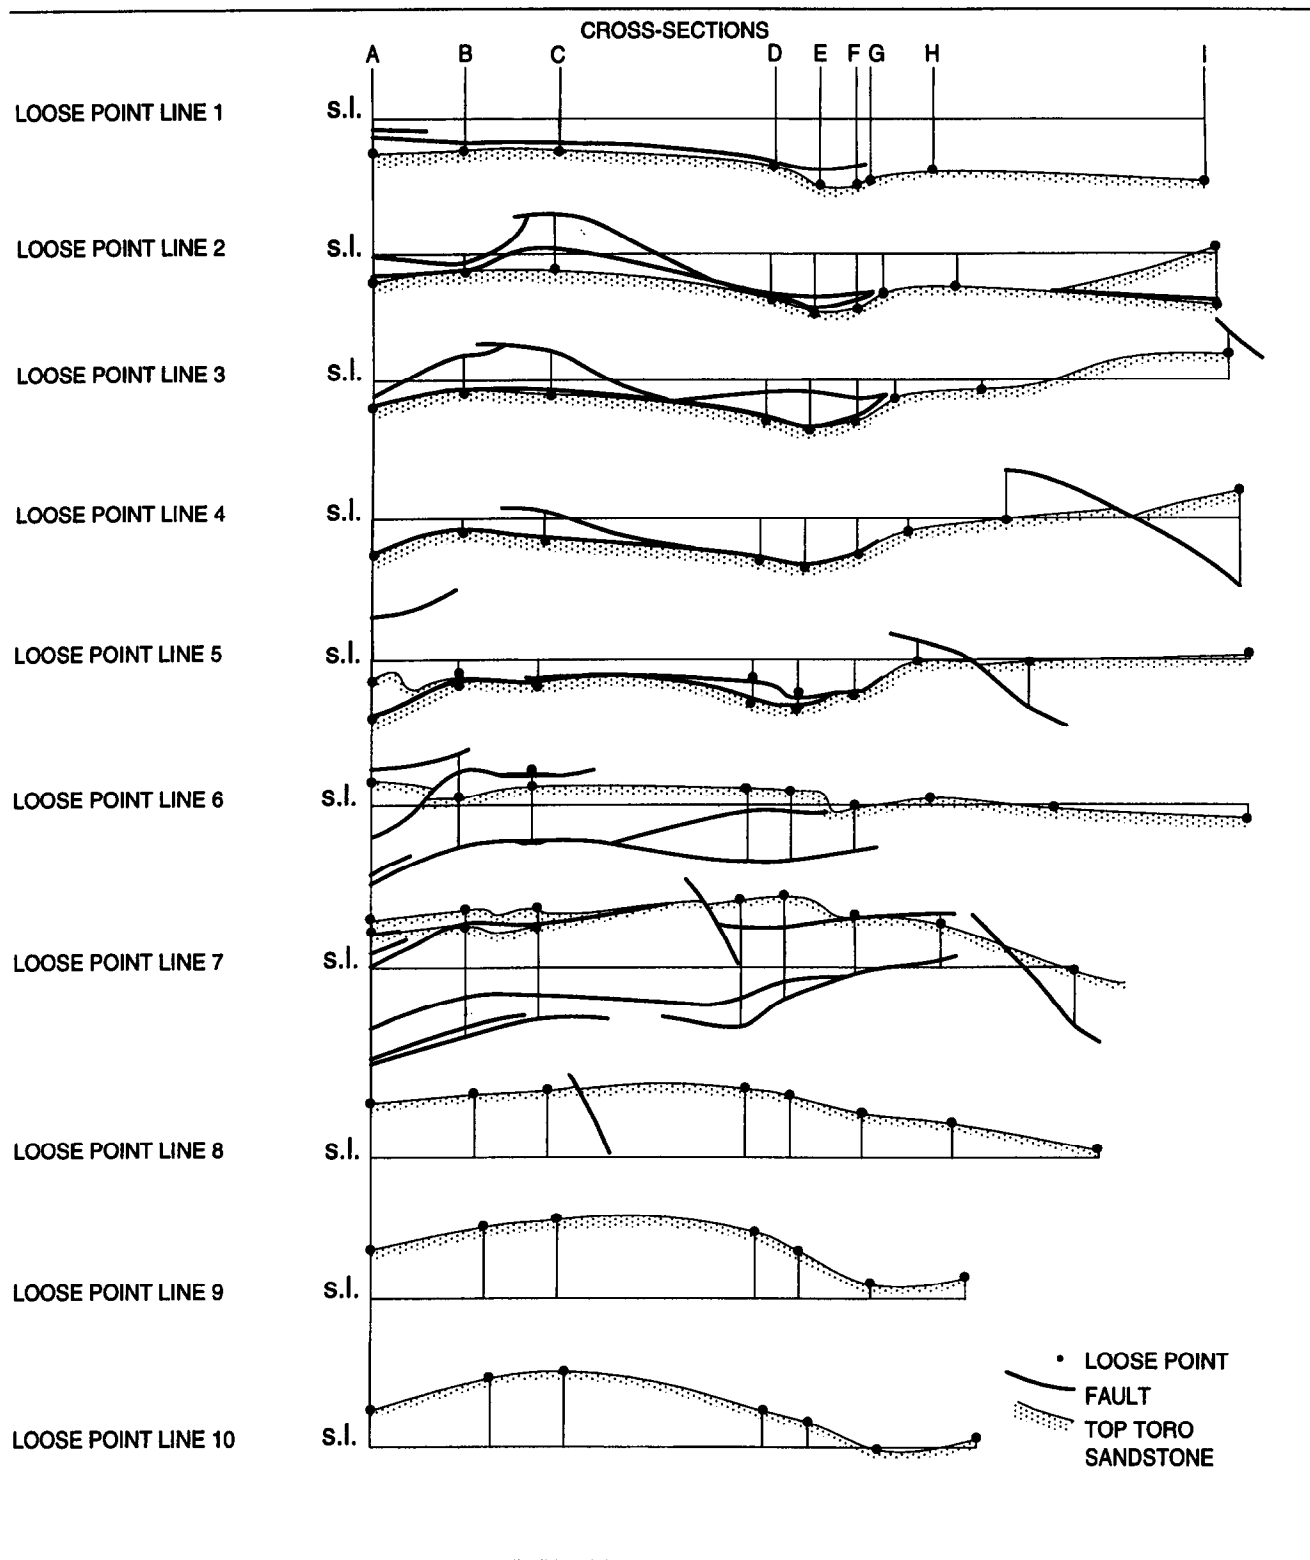 CROSS-SECTIONS
A B C D E F G H I
LOOSE POINT LINE 1 s.l.
LOOSE POINT LINE 2 s.l.
LOOSE POINT LINE 3 s.l.
LOOSE POINT LINE 4 s.l.
LOOSE POINT LINE 5 s.l.
LOOSE POINT LINE 6 s.l.
LOOSE POINT LINE 7 s.l.
LOOSE POINT LINE 8 s.l.
LOOSE POINT LINE 9 s.l.
LOOSE POINT LINE 10 s.l.
LOOSE POINT
FAULT
TOP TORO
SANDSTONE